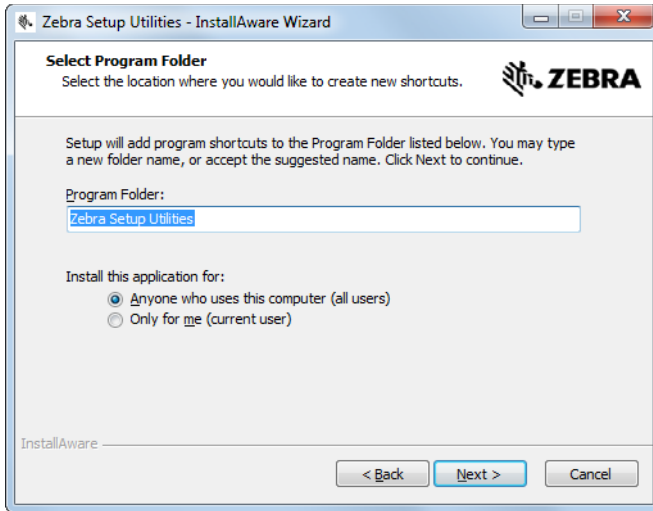 Zebra Setup Utilities - InstallAware Wizard
Select Program Folder
Select the location where you would like to create new shortcuts.
ZEBRA
Setup will add program shortcuts to the Program Folder listed below. You may type
a new folder name, or accept the suggested name. Click Next to continue.
Program Folder:
Zebra Setup Utilities
Install this application for:
Anyone who uses this computer (all users)
Only for me (current user)
InstallAware
< Back
Next >
Cancel